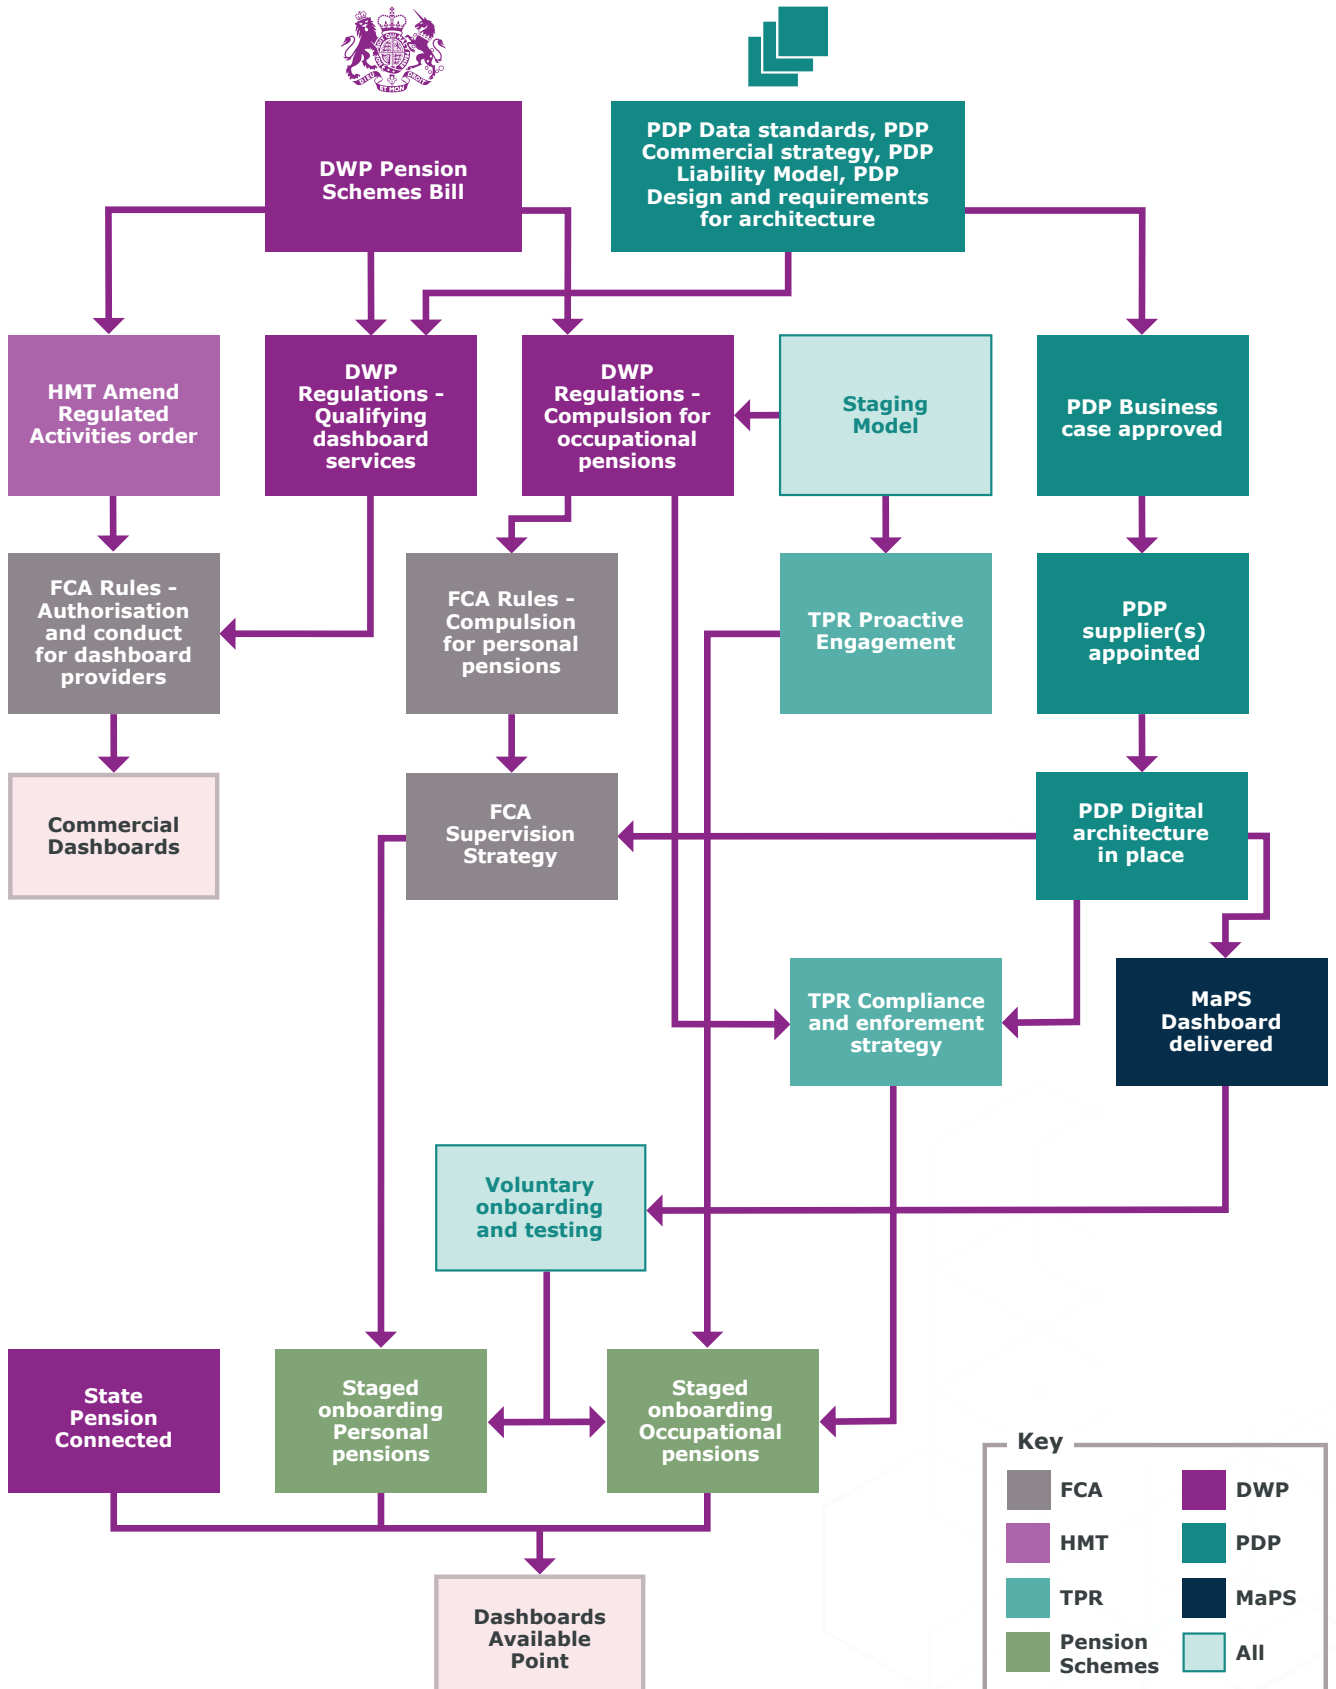 DIEU
ET MON
DROIT
DWP Pension
Schemes Bill
PDP Data standards, PDP
Commercial strategy, PDP
Liability Model, PDP
Design and requirements
for architecture
HMT Amend
Regulated
Activities order
DWP
Regulations –
Qualifying
dashboard
services
DWP
Regulations –
Compulsion for
occupational
pensions
Staging
Model
PDP Business
case approved
FCA Rules –
Authorisation
and conduct
for dashboard
providers
FCA Rules –
Compulsion
for personal
pensions
TPR Proactive
Engagement
PDP
supplier(s)
appointed
Commercial
Dashboards
FCA
Supervision
Strategy
PDP Digital
architecture
in place
TPR Compliance
and enforement
strategy
MaPS
Dashboard
delivered
Voluntary
onboarding
and testing
State
Pension
Connected
Staged
onboarding
Personal
pensions
Staged
onboarding
Occupational
pensions
Dashboards
Available
Point
Key
FCA
DWP
HMT
PDP
TPR
MaPS
Pension
Schemes
All